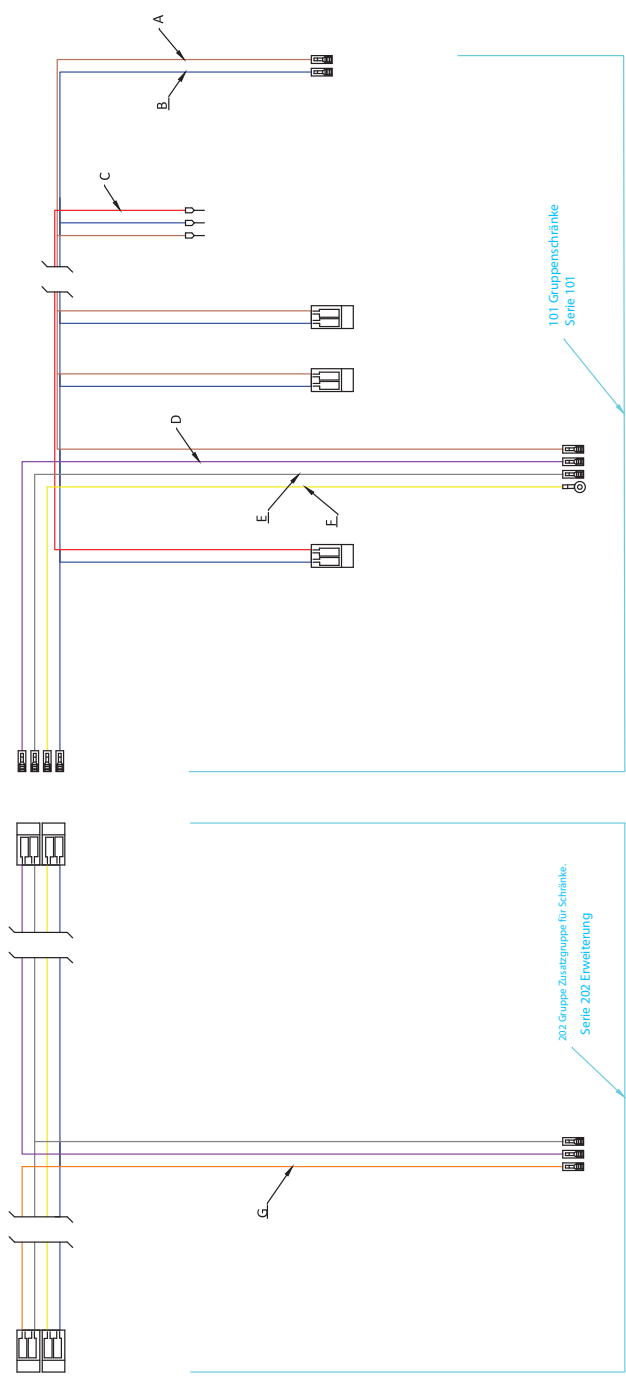 A
B
C
D
E
F
G
101 Gruppenschränke
Serie 101
202 Gruppe Zusatzgruppe für Schränke.
Serie 202 Erweiterung